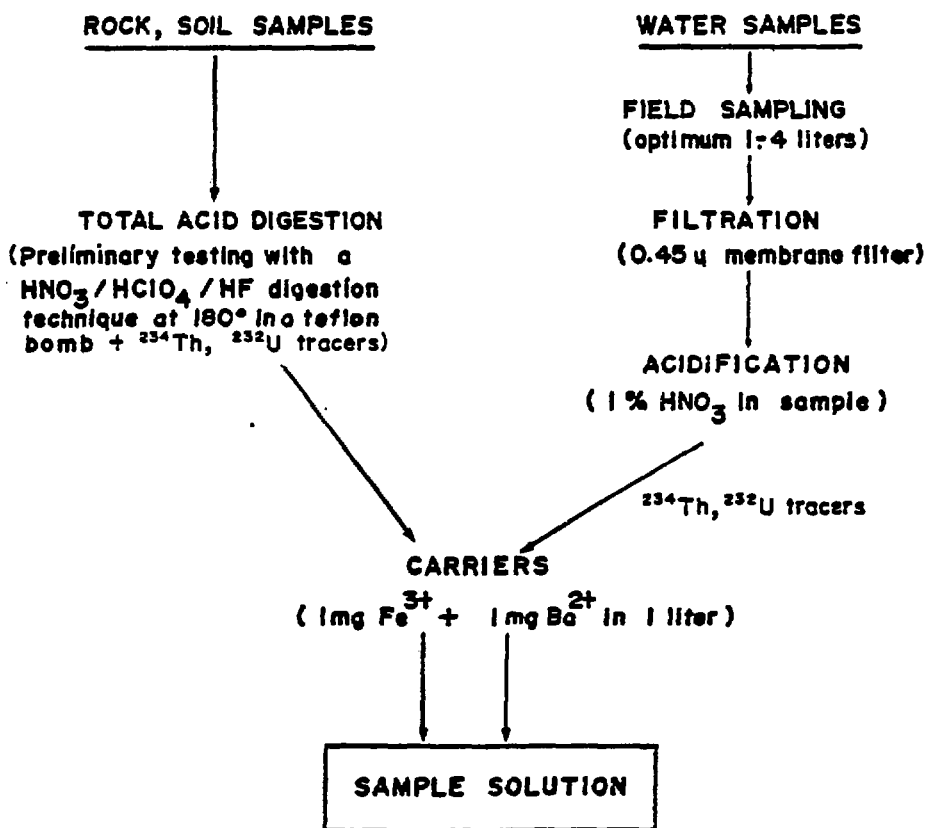 ROCK, SOIL SAMPLES
TOTAL ACID DIGESTION
(Preliminary testing with a
HNO₃/HClO₄/HF digestion
technique at 180° in a teflon
bomb + ²³⁴Th, ²³²U tracers)
WATER SAMPLES
FIELD SAMPLING
(optimum 1-4 liters)
FILTRATION
(0.45 µ membrane filter)
ACIDIFICATION
(1% HNO₃ in sample)
²³⁴Th, ²³²U tracers
CARRIERS
(1mg Fe³⁺ + 1mg Ba²⁺ in 1 liter)
SAMPLE SOLUTION